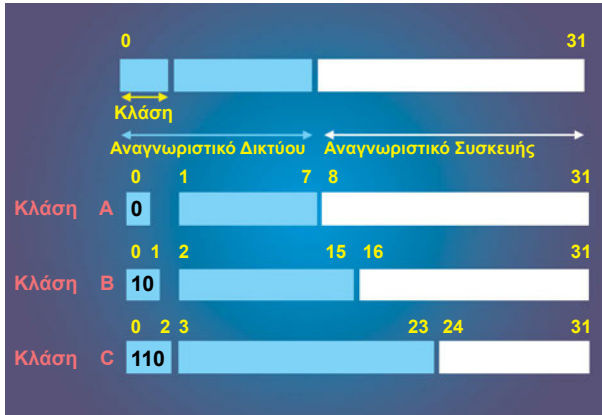 0 31
Κλάση
Αναγνωριστικό Δικτύου Αναγνωριστικό Συσκευής
0 1 7 8 31
Κλάση A 0
0 1 2 15 16 31
Κλάση B 10
0 2 3 23 24 31
Κλάση C 110